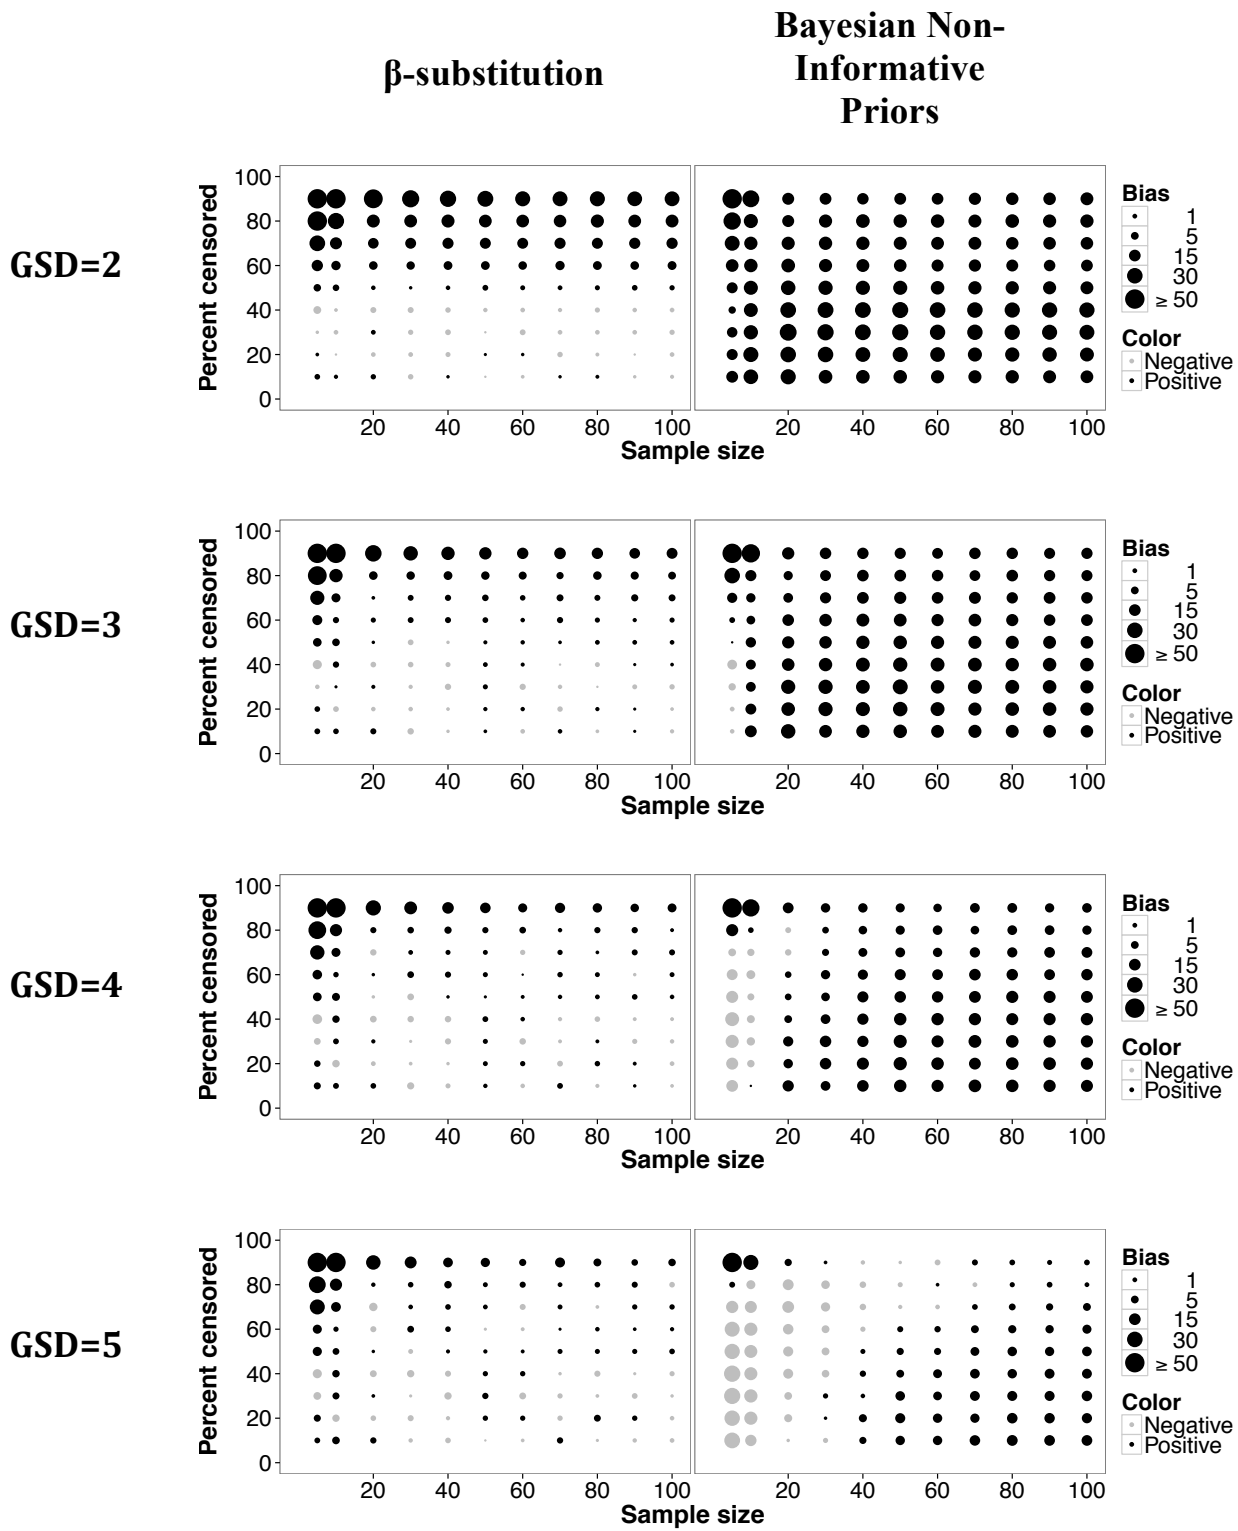 β-substitution
Bayesian Non-
Informative
Priors
GSD=2
Percent censored
100
80
60
40
20
0
20 40 60 80 100
20 40 60 80 100
Sample size
Bias
1
5
15
30
≥ 50
Color
Negative
Positive
GSD=3
Percent censored
100
80
60
40
20
0
20 40 60 80 100
20 40 60 80 100
Sample size
Bias
1
5
15
30
≥ 50
Color
Negative
Positive
GSD=4
Percent censored
100
80
60
40
20
0
20 40 60 80 100
20 40 60 80 100
Sample size
Bias
1
5
15
30
≥ 50
Color
Negative
Positive
GSD=5
Percent censored
100
80
60
40
20
0
20 40 60 80 100
20 40 60 80 100
Sample size
Bias
1
5
15
30
≥ 50
Color
Negative
Positive